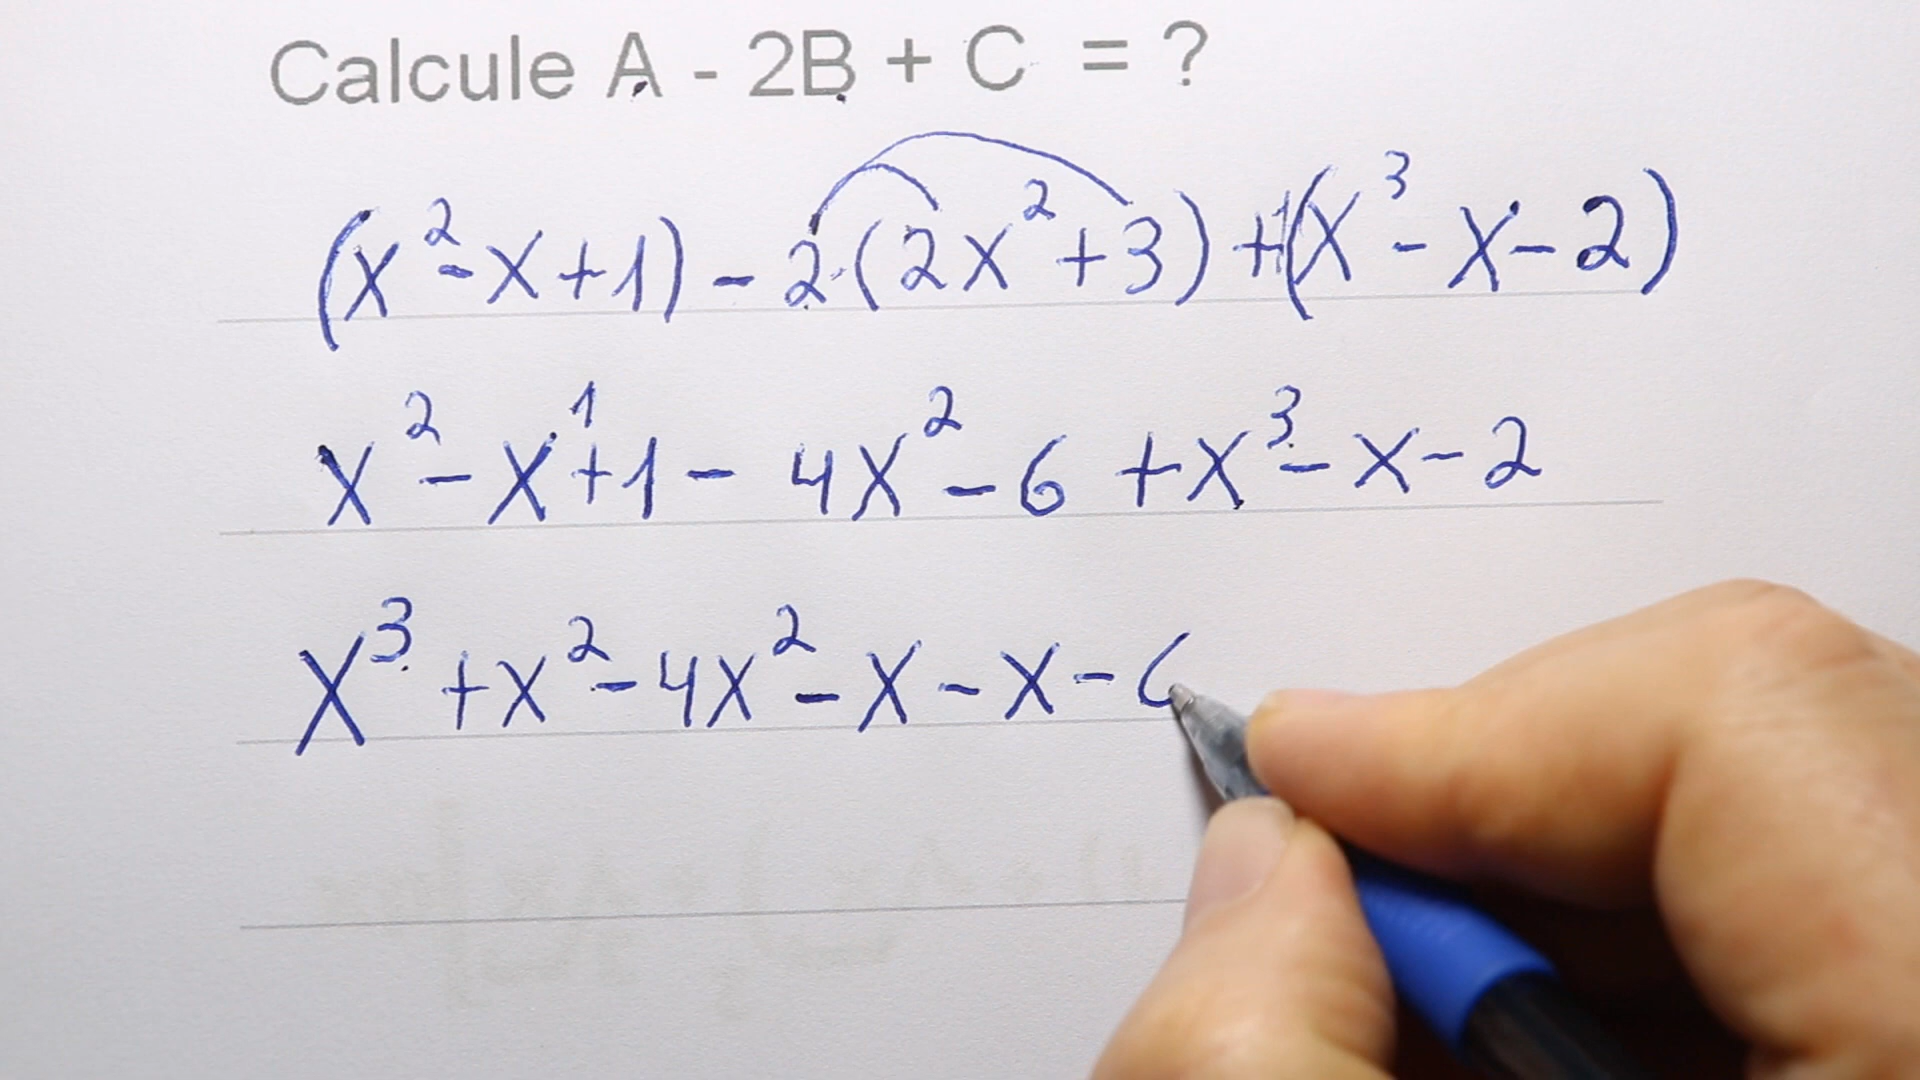 Calcule A - 2B + C = ?
(x² - x + 1) - 2·(2x² + 3) + 1(x³ - x - 2)
x² - x¹ + 1 - 4x² - 6 + x³ - x - 2
x³ + x² - 4x² - x - x - 6